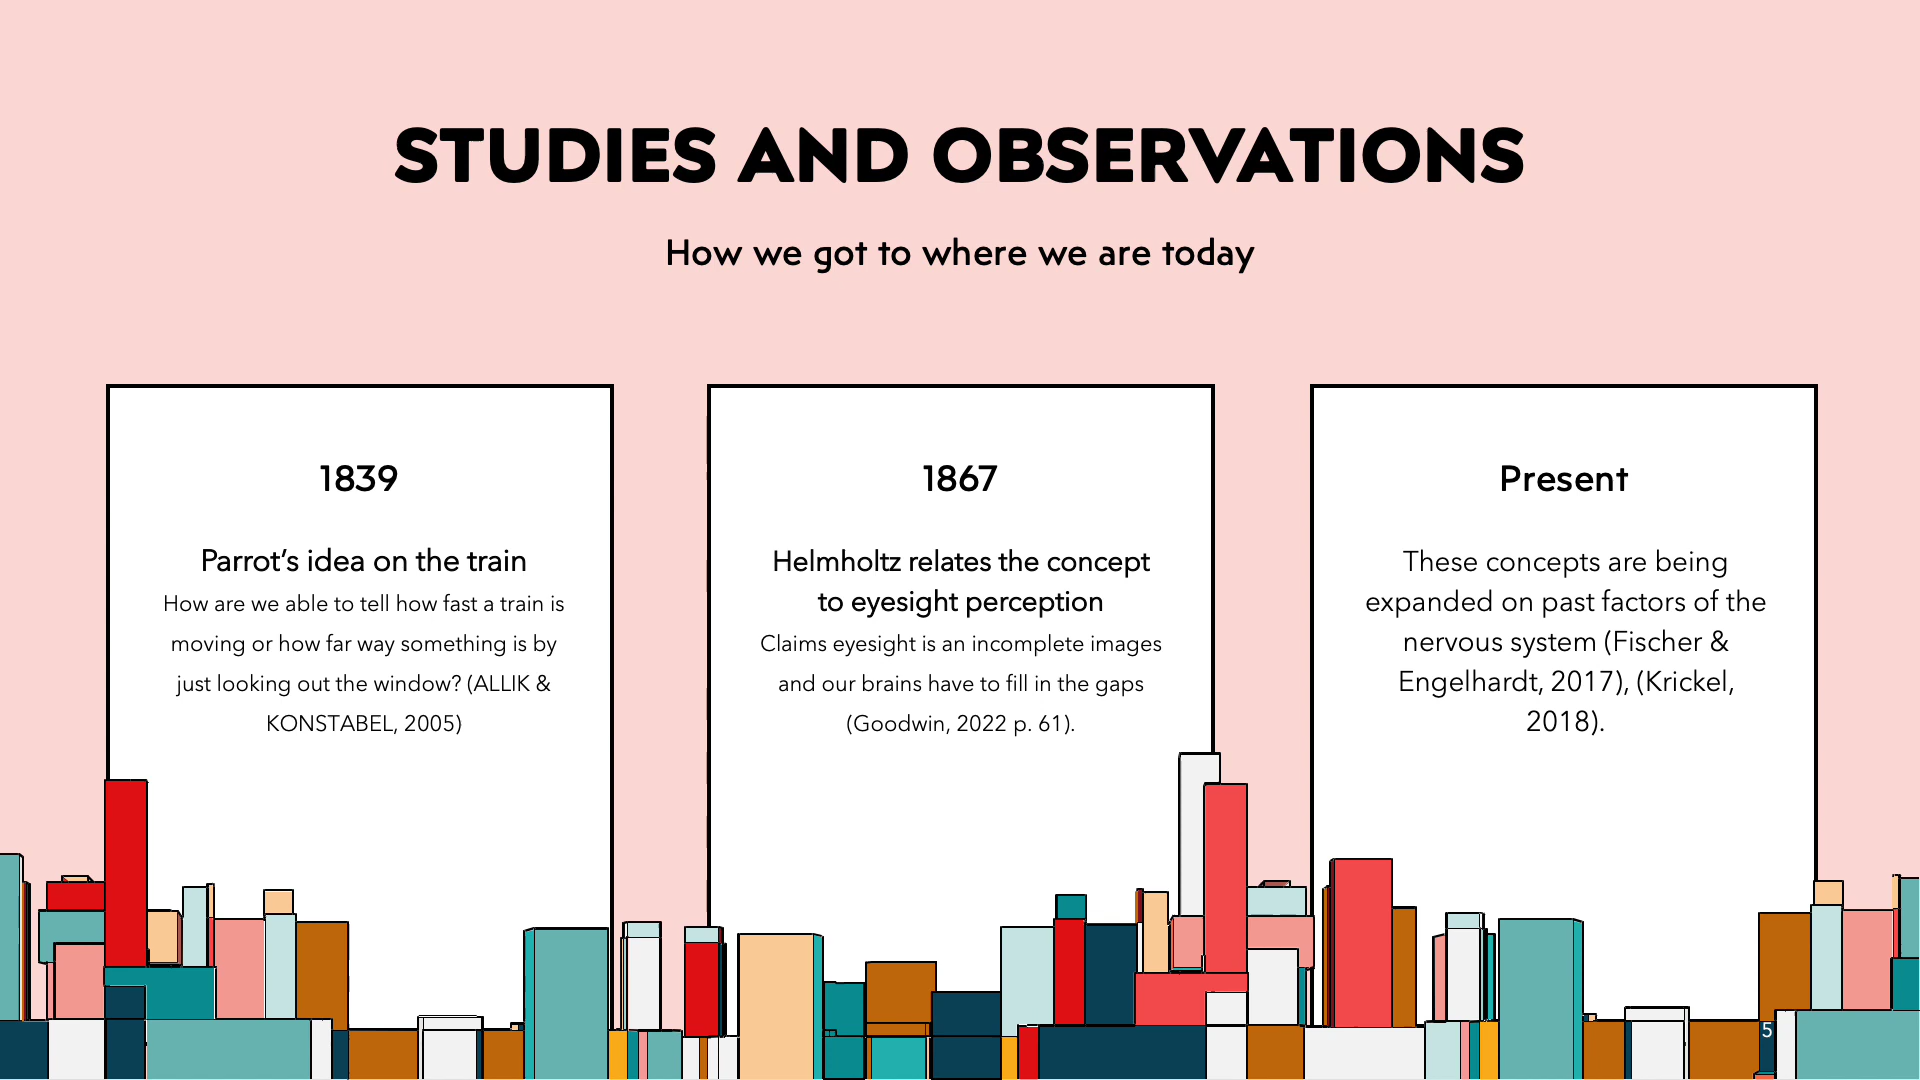 STUDIES AND OBSERVATIONS
How we got to where we are today
1839
Parrot's idea on the train
How are we able to tell how fast a train is
moving or how far way something is by
just looking out the window? (ALLIK &
KONSTABEL, 2005)
1867
Helmholtz relates the concept
to eyesight perception
Claims eyesight is an incomplete images
and our brains have to fill in the gaps
(Goodwin, 2022 p. 61).
Present
These concepts are being
expanded on past factors of the
nervous system (Fischer &
Engelhardt, 2017), (Krickel,
2018).
5